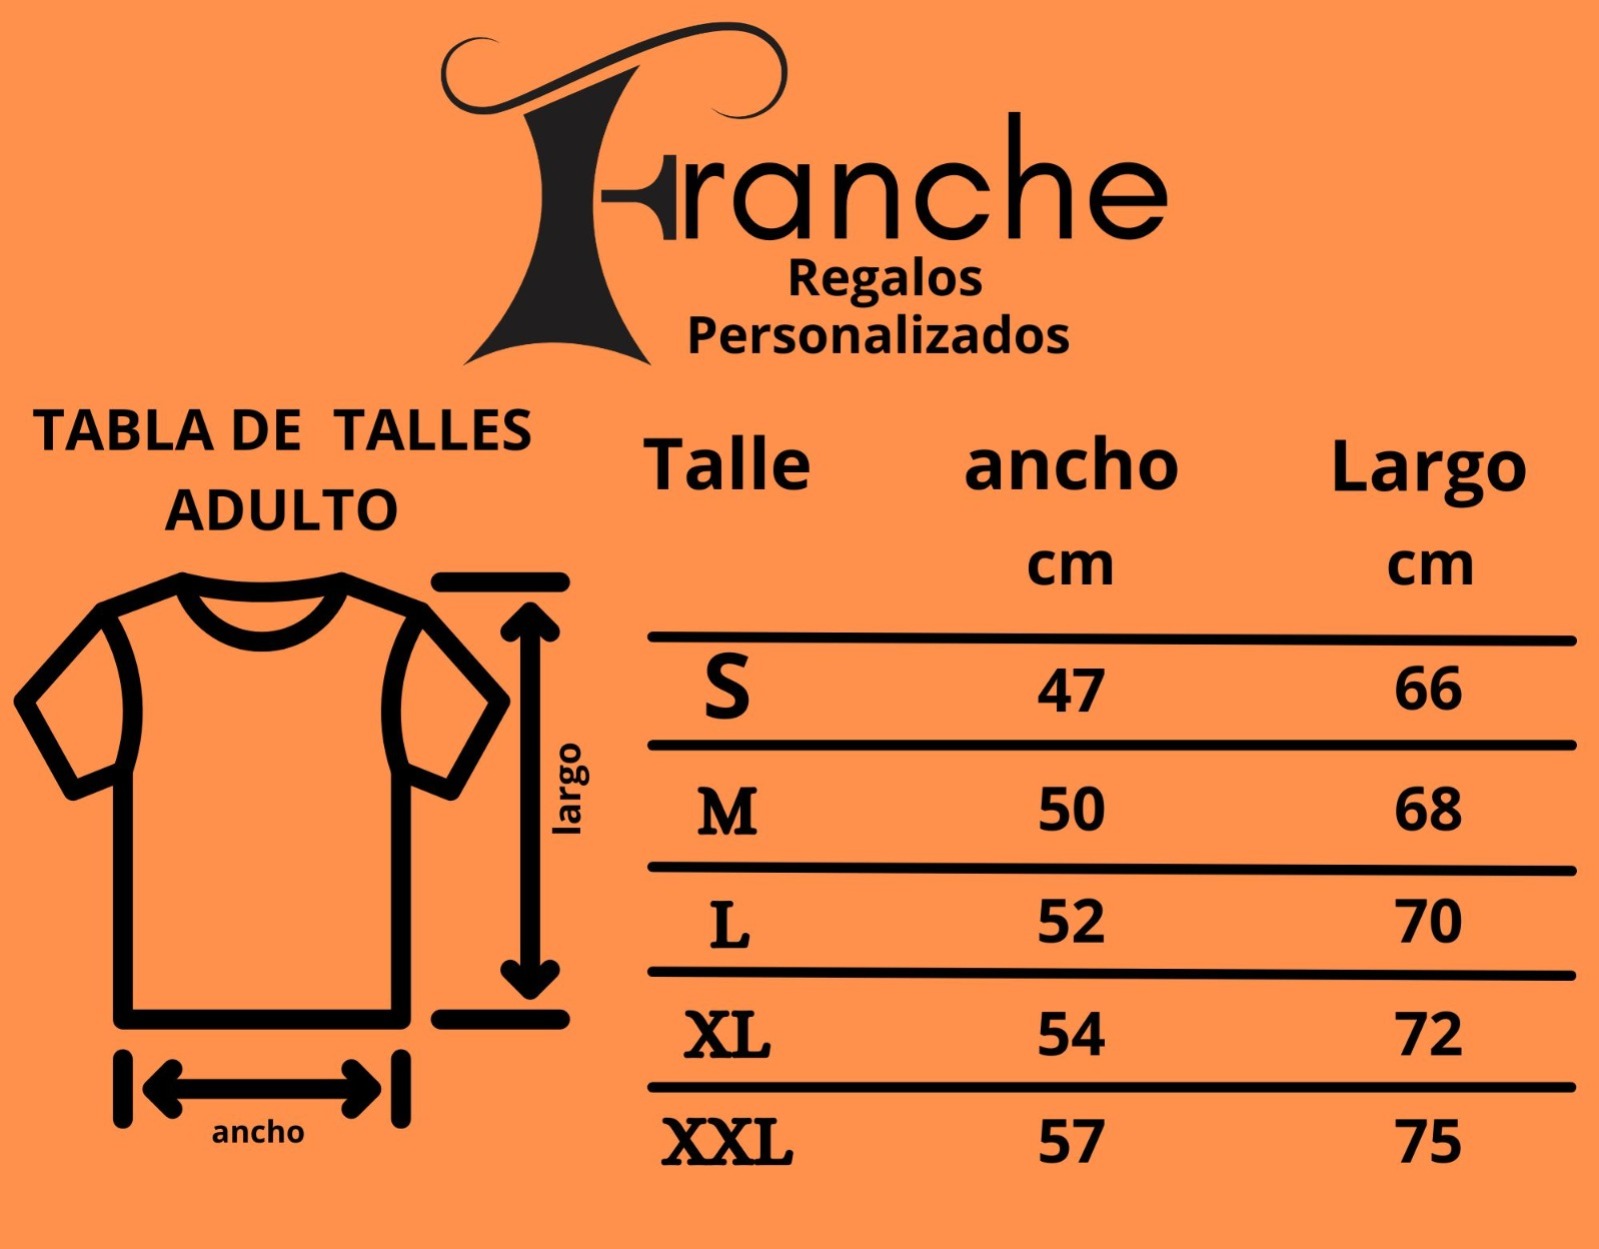 Franche
Regalos
Personalizados
TABLA DE TALLES
ADULTO
largo
ancho
Talle ancho Largo
cm cm
S 47 66
M 50 68
L 52 70
XL 54 72
XXL 57 75